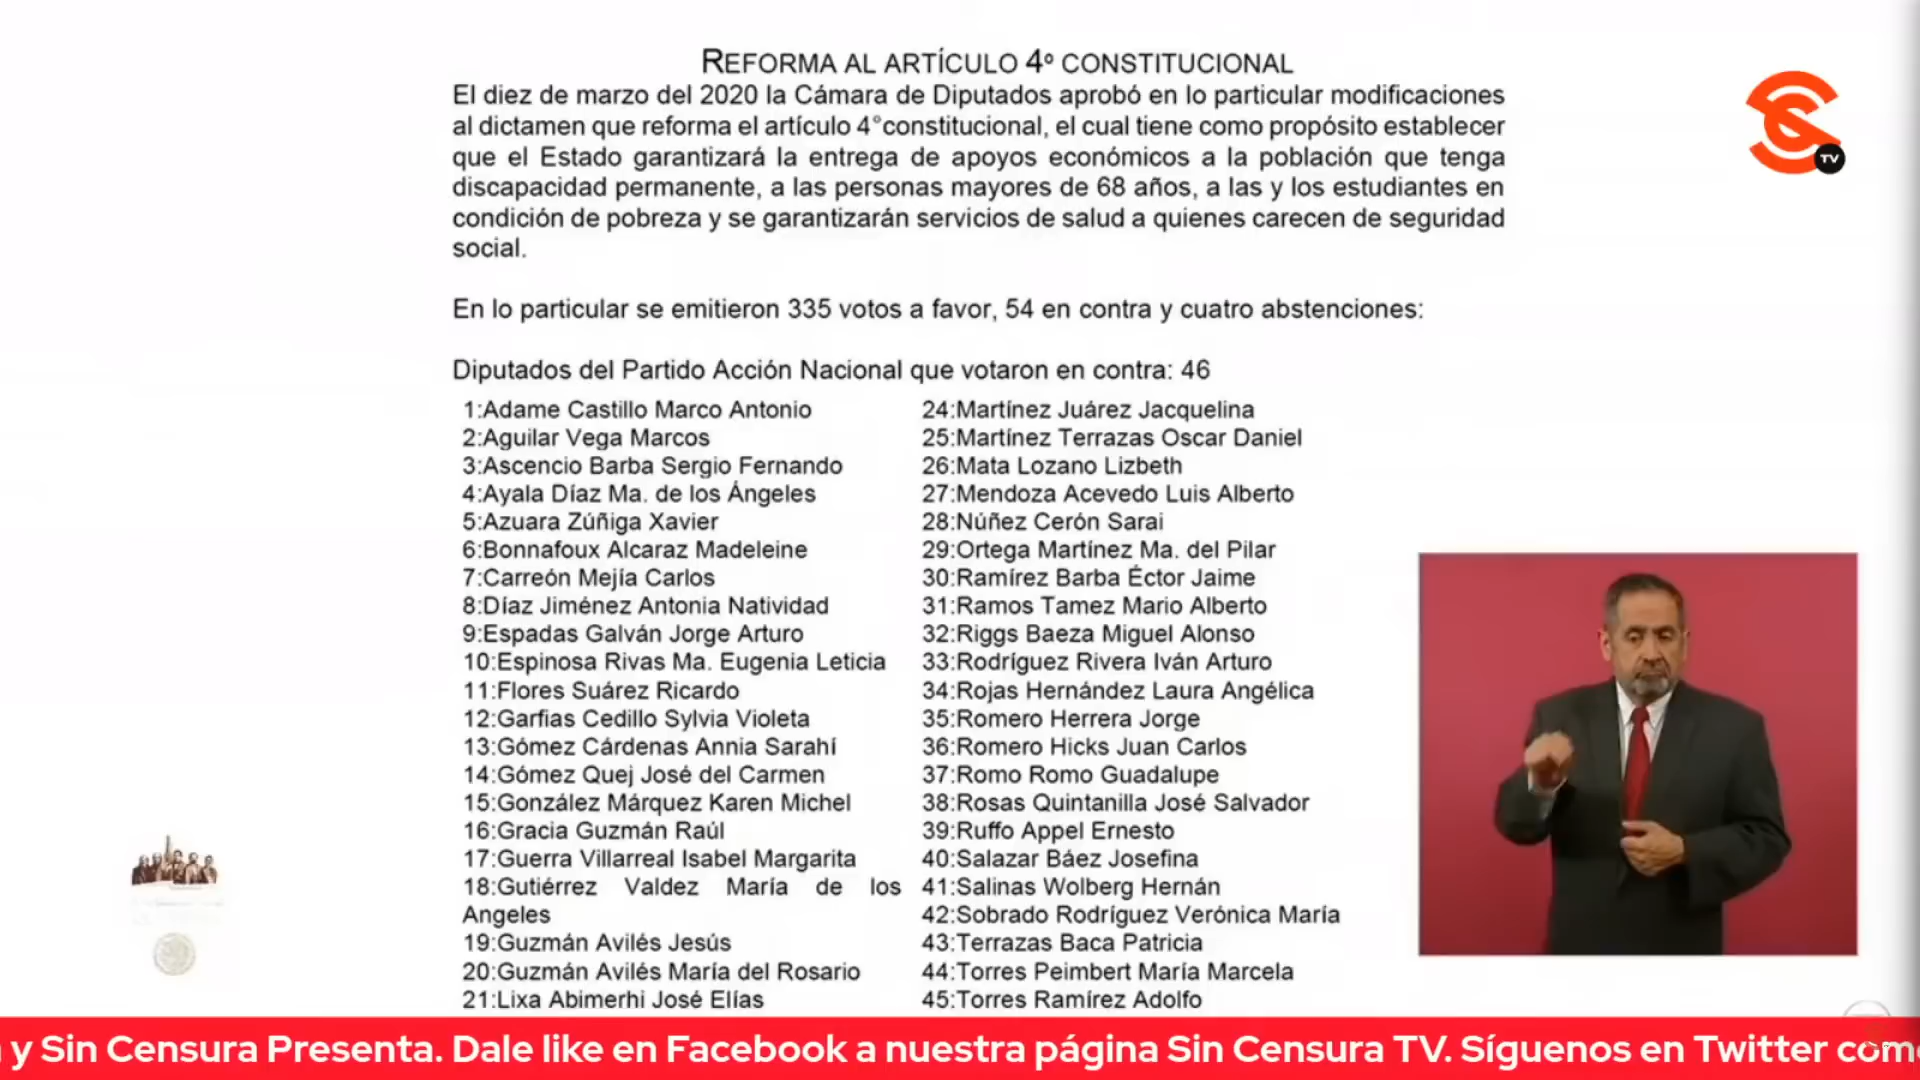 REFORMA AL ARTÍCULO 4º CONSTITUCIONAL
El diez de marzo del 2020 la Cámara de Diputados aprobó en lo particular modificaciones
al dictamen que reforma el artículo 4°constitucional, el cual tiene como propósito establecer
que el Estado garantizará la entrega de apoyos económicos a la población que tenga
discapacidad permanente, a las personas mayores de 68 años, a las y los estudiantes en
condición de pobreza y se garantizarán servicios de salud a quienes carecen de seguridad
social.
En lo particular se emitieron 335 votos a favor, 54 en contra y cuatro abstenciones:
Diputados del Partido Acción Nacional que votaron en contra: 46
1:Adame Castillo Marco Antonio
2:Aguilar Vega Marcos
3:Ascencio Barba Sergio Fernando
4:Ayala Díaz Ma. de los Ángeles
5:Azuara Zúñiga Xavier
6:Bonnafoux Alcaraz Madeleine
7:Carreón Mejía Carlos
8:Díaz Jiménez Antonia Natividad
9:Espadas Galván Jorge Arturo
10:Espinosa Rivas Ma. Eugenia Leticia
11:Flores Suárez Ricardo
12:Garfias Cedillo Sylvia Violeta
13:Gómez Cárdenas Annia Sarahí
14:Gómez Quej José del Carmen
15:González Márquez Karen Michel
16:Gracia Guzmán Raúl
17:Guerra Villarreal Isabel Margarita
18:Gutiérrez Valdez María de los
Angeles
19:Guzmán Avilés Jesús
20:Guzmán Avilés María del Rosario
21:Lixa Abimerhi José Elías
24:Martínez Juárez Jacquelina
25:Martínez Terrazas Oscar Daniel
26:Mata Lozano Lizbeth
27:Mendoza Acevedo Luis Alberto
28:Núñez Cerón Sarai
29:Ortega Martínez Ma. del Pilar
30:Ramírez Barba Éctor Jaime
31:Ramos Tamez Mario Alberto
32:Riggs Baeza Miguel Alonso
33:Rodríguez Rivera Iván Arturo
34:Rojas Hernández Laura Angélica
35:Romero Herrera Jorge
36:Romero Hicks Juan Carlos
37:Romo Romo Guadalupe
38:Rosas Quintanilla José Salvador
39:Ruffo Appel Ernesto
40:Salazar Báez Josefina
41:Salinas Wolberg Hernán
42:Sobrado Rodríguez Verónica María
43:Terrazas Baca Patricia
44:Torres Peimbert María Marcela
45:Torres Ramírez Adolfo
TV
y Sin Censura Presenta. Dale like en Facebook a nuestra página Sin Censura TV. Síguenos en Twitter com